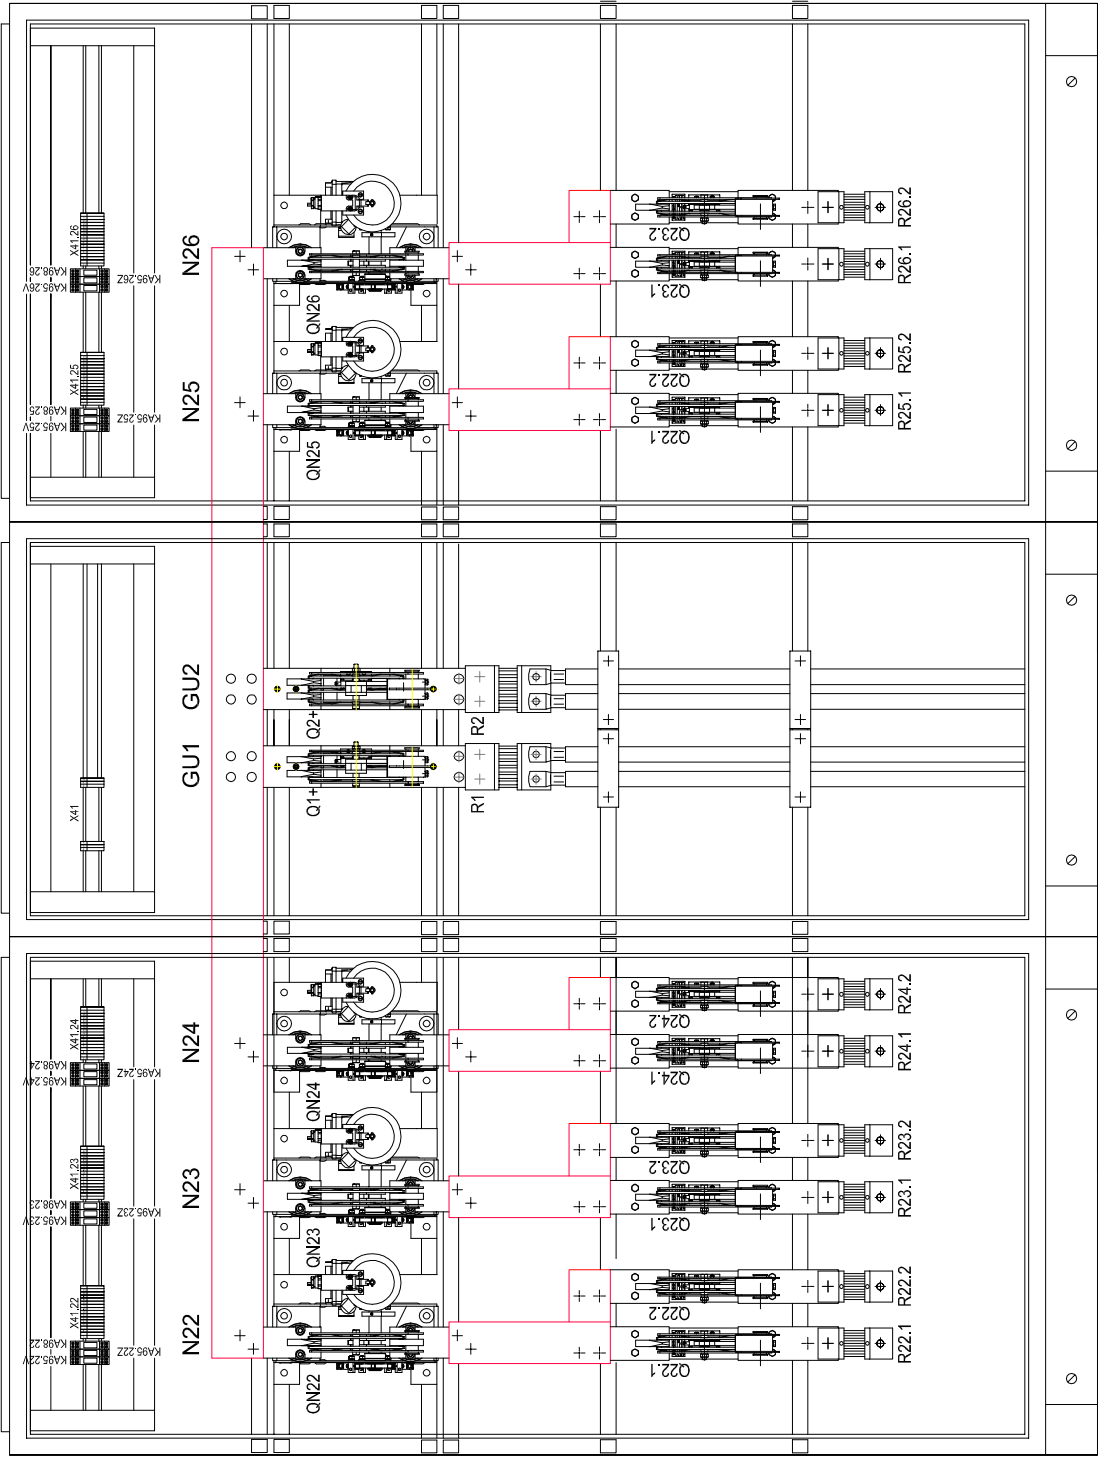 KA98.26
KA95.26V
X41.26
KA95.26Z
N26
QN26
Q23.2
Q23.1
R26.2
R26.1
KA98.25
KA95.25V
X41.25
KA95.25Z
N25
QN25
Q22.2
Q22.1
R25.2
R25.1
GU2
Q2+
R2
X41
GU1
Q1+
R1
KA98.24
KA95.24V
X41.24
KA95.24Z
N24
QN24
Q24.2
Q24.1
R24.2
R24.1
KA98.23
KA95.23V
X41.23
KA95.23Z
N23
QN23
Q23.2
Q23.1
R23.2
R23.1
KA98.22
KA95.22V
X41.22
KA95.22Z
N22
QN22
Q22.2
Q22.1
R22.2
R22.1